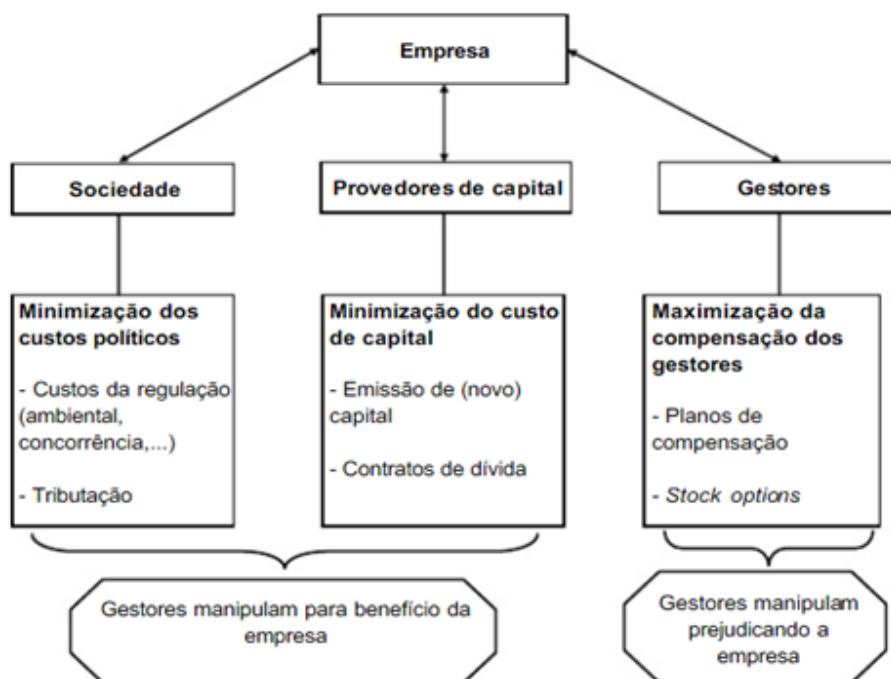 Empresa
Sociedade
Provedores de capital
Gestores
Minimização dos
custos políticos
- Custos da regulação
(ambiental,
concorrência,...)
- Tributação
Minimização do custo
de capital
- Emissão de (novo)
capital
- Contratos de dívida
Maximização da
compensação dos
gestores
- Planos de
compensação
- Stock options
Gestores manipulam para benefício da
empresa
Gestores manipulam
prejudicando a
empresa